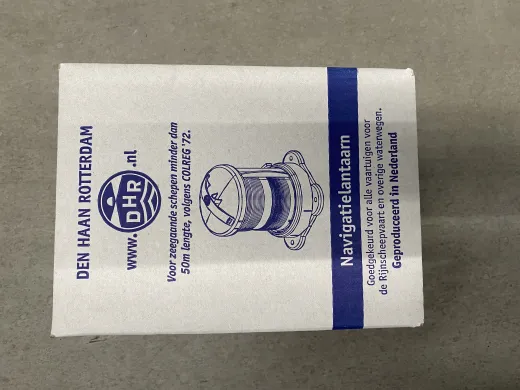 DEN HAAN ROTTERDAM
www.DHR.nl
Voor zeegaande schepen minder dan
50m lengte, volgens COLREG '72.
Navigatielantaarn
Goedgekeurd voor alle vaartuigen voor
de Rijnscheepvaart en overige waterwegen.
Geproduceerd in Nederland